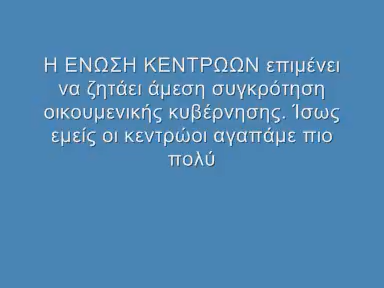 Η ΕΝΩΣΗ ΚΕΝΤΡΩΩΝ επιμένει
να ζητάει άμεση συγκρότηση
οικουμενικής κυβέρνησης. Ίσως
εμείς οι κεντρώοι αγαπάμε πιο
πολύ